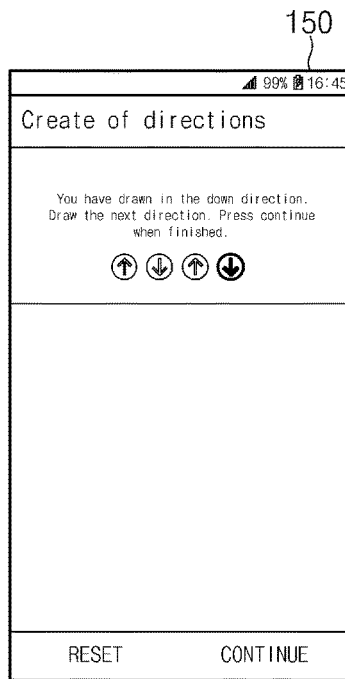 150
99% 16:45
Create of directions
You have drawn in the down direction.
Draw the next direction. Press continue
when finished.
RESET CONTINUE